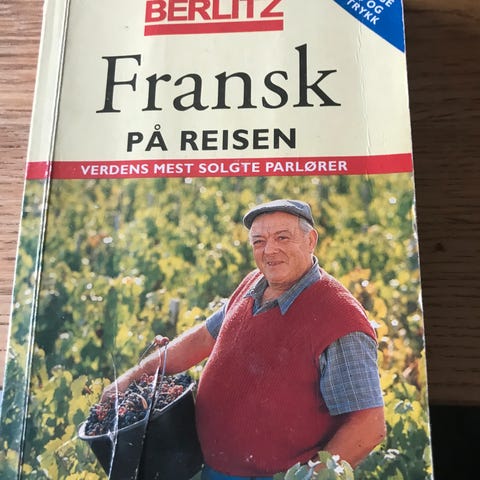 BERLITZ
Fransk
PÅ REISEN
VERDENS MEST SOLGTE PARLØRER
OG
TRYKK